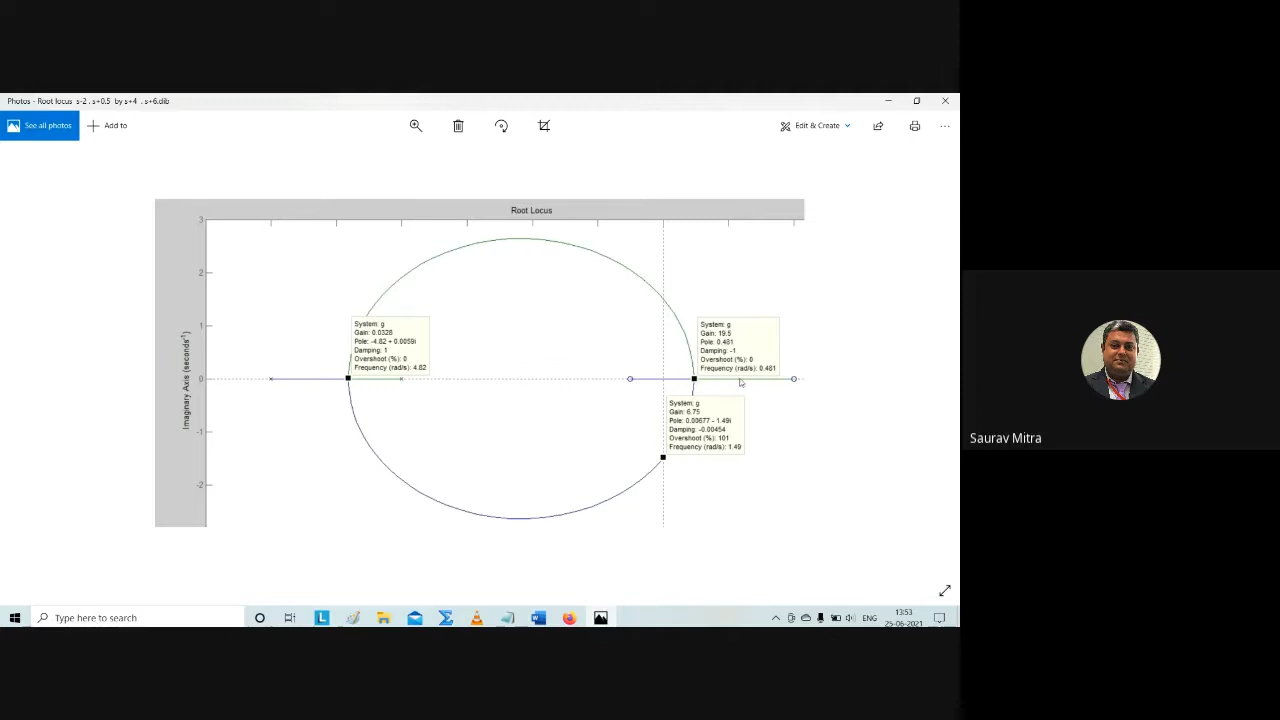 Photos - Root locus s-2 . s+0.5 by s+4 . s+6.dib
See all photos
Add to
Edit & Create
Root Locus
3
2
1
0
-1
-2
Imaginary Axis (seconds⁻¹)
System: g
Gain: 0.0328
Pole: -4.82 + 0.0059i
Damping: 1
Overshoot (%): 0
Frequency (rad/s): 4.82
System: g
Gain: 19.5
Pole: 0.481
Damping: -1
Overshoot (%): 0
Frequency (rad/s): 0.481
System: g
Gain: 6.75
Pole: 0.00677 - 1.49i
Damping: -0.00454
Overshoot (%): 101
Frequency (rad/s): 1.49
Saurav Mitra
Type here to search
ENG
13:53
25-06-2021